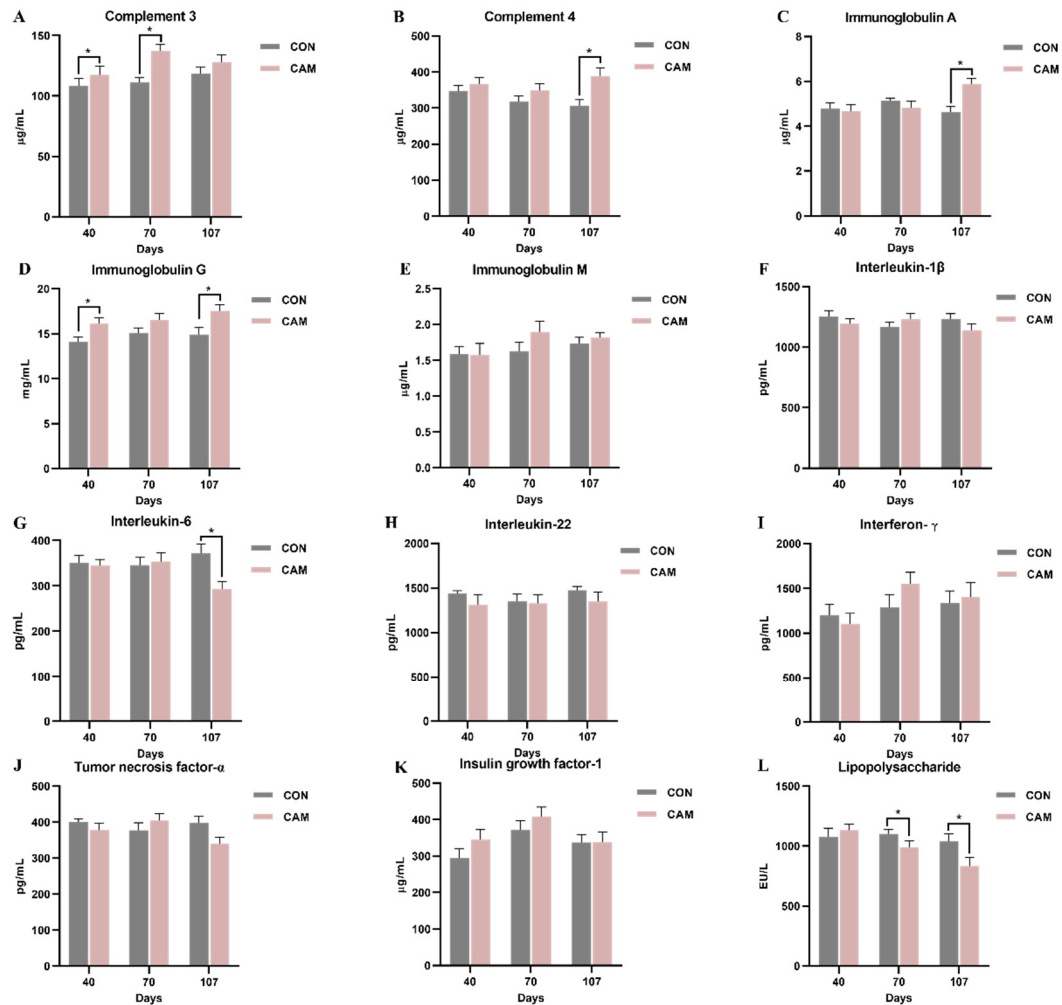 A Complement 3
*
*
150
100
50
0
µg/mL
40 70 107
Days
CON
CAM
B Complement 4
*
500
400
300
200
100
0
µg/mL
40 70 107
Days
CON
CAM
C Immunoglobulin A
*
8
6
4
2
0
µg/mL
40 70 107
Days
CON
CAM
D Immunoglobulin G
*
*
20
15
10
5
0
mg/mL
40 70 107
Days
CON
CAM
E Immunoglobulin M
2.5
2.0
1.5
1.0
0.5
0.0
µg/mL
40 70 107
Days
CON
CAM
F Interleukin-1β
1500
1000
500
0
pg/mL
40 70 107
Days
CON
CAM
G Interleukin-6
*
400
300
200
100
0
pg/mL
40 70 107
Days
CON
CAM
H Interleukin-22
2000
1500
1000
500
0
pg/mL
40 70 107
Days
CON
CAM
I Interferon- γ
2000
1500
1000
500
0
pg/mL
40 70 107
Days
CON
CAM
J Tumor necrosis factor-α
500
400
300
200
100
0
pg/mL
40 70 107
Days
CON
CAM
K Insulin growth factor-1
500
400
300
200
100
0
µg/mL
40 70 107
Days
CON
CAM
L Lipopolysaccharide
*
*
1500
1000
500
0
EU/L
40 70 107
Days
CON
CAM